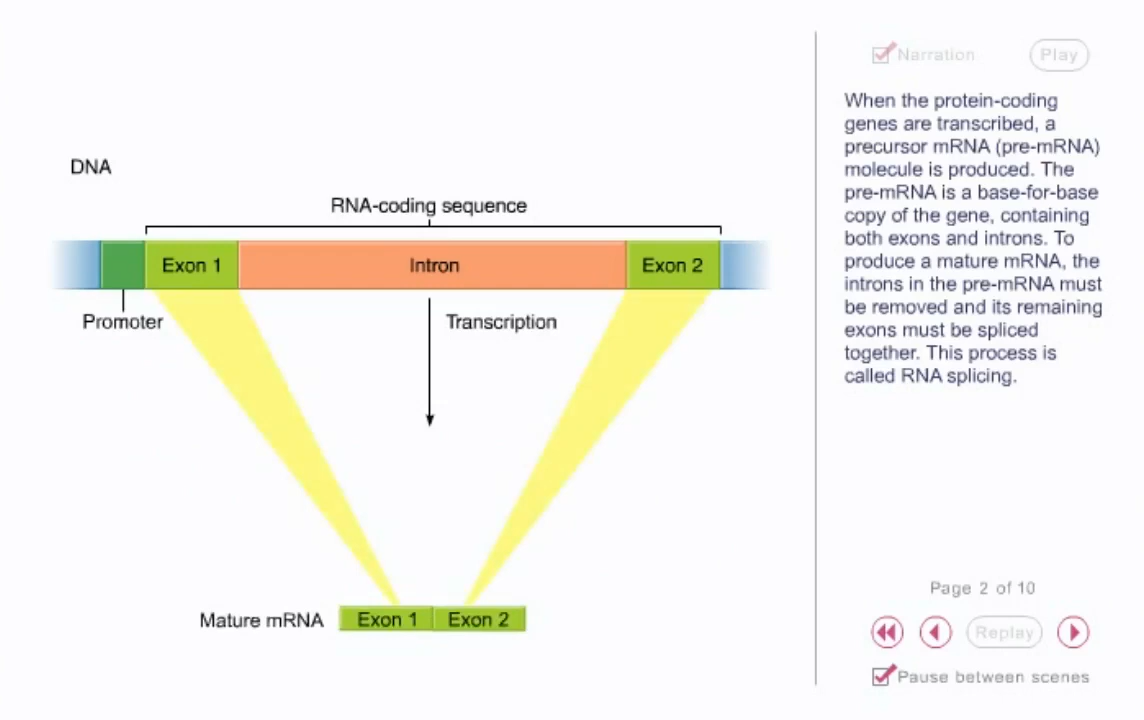 DNA
RNA-coding sequence
Exon 1
Intron
Exon 2
Promoter
Transcription
Mature mRNA
Exon 1
Exon 2
Narration
Play
When the protein-coding
genes are transcribed, a
precursor mRNA (pre-mRNA)
molecule is produced. The
pre-mRNA is a base-for-base
copy of the gene, containing
both exons and introns. To
produce a mature mRNA, the
introns in the pre-mRNA must
be removed and its remaining
exons must be spliced
together. This process is
called RNA splicing.
Page 2 of 10
Replay
Pause between scenes